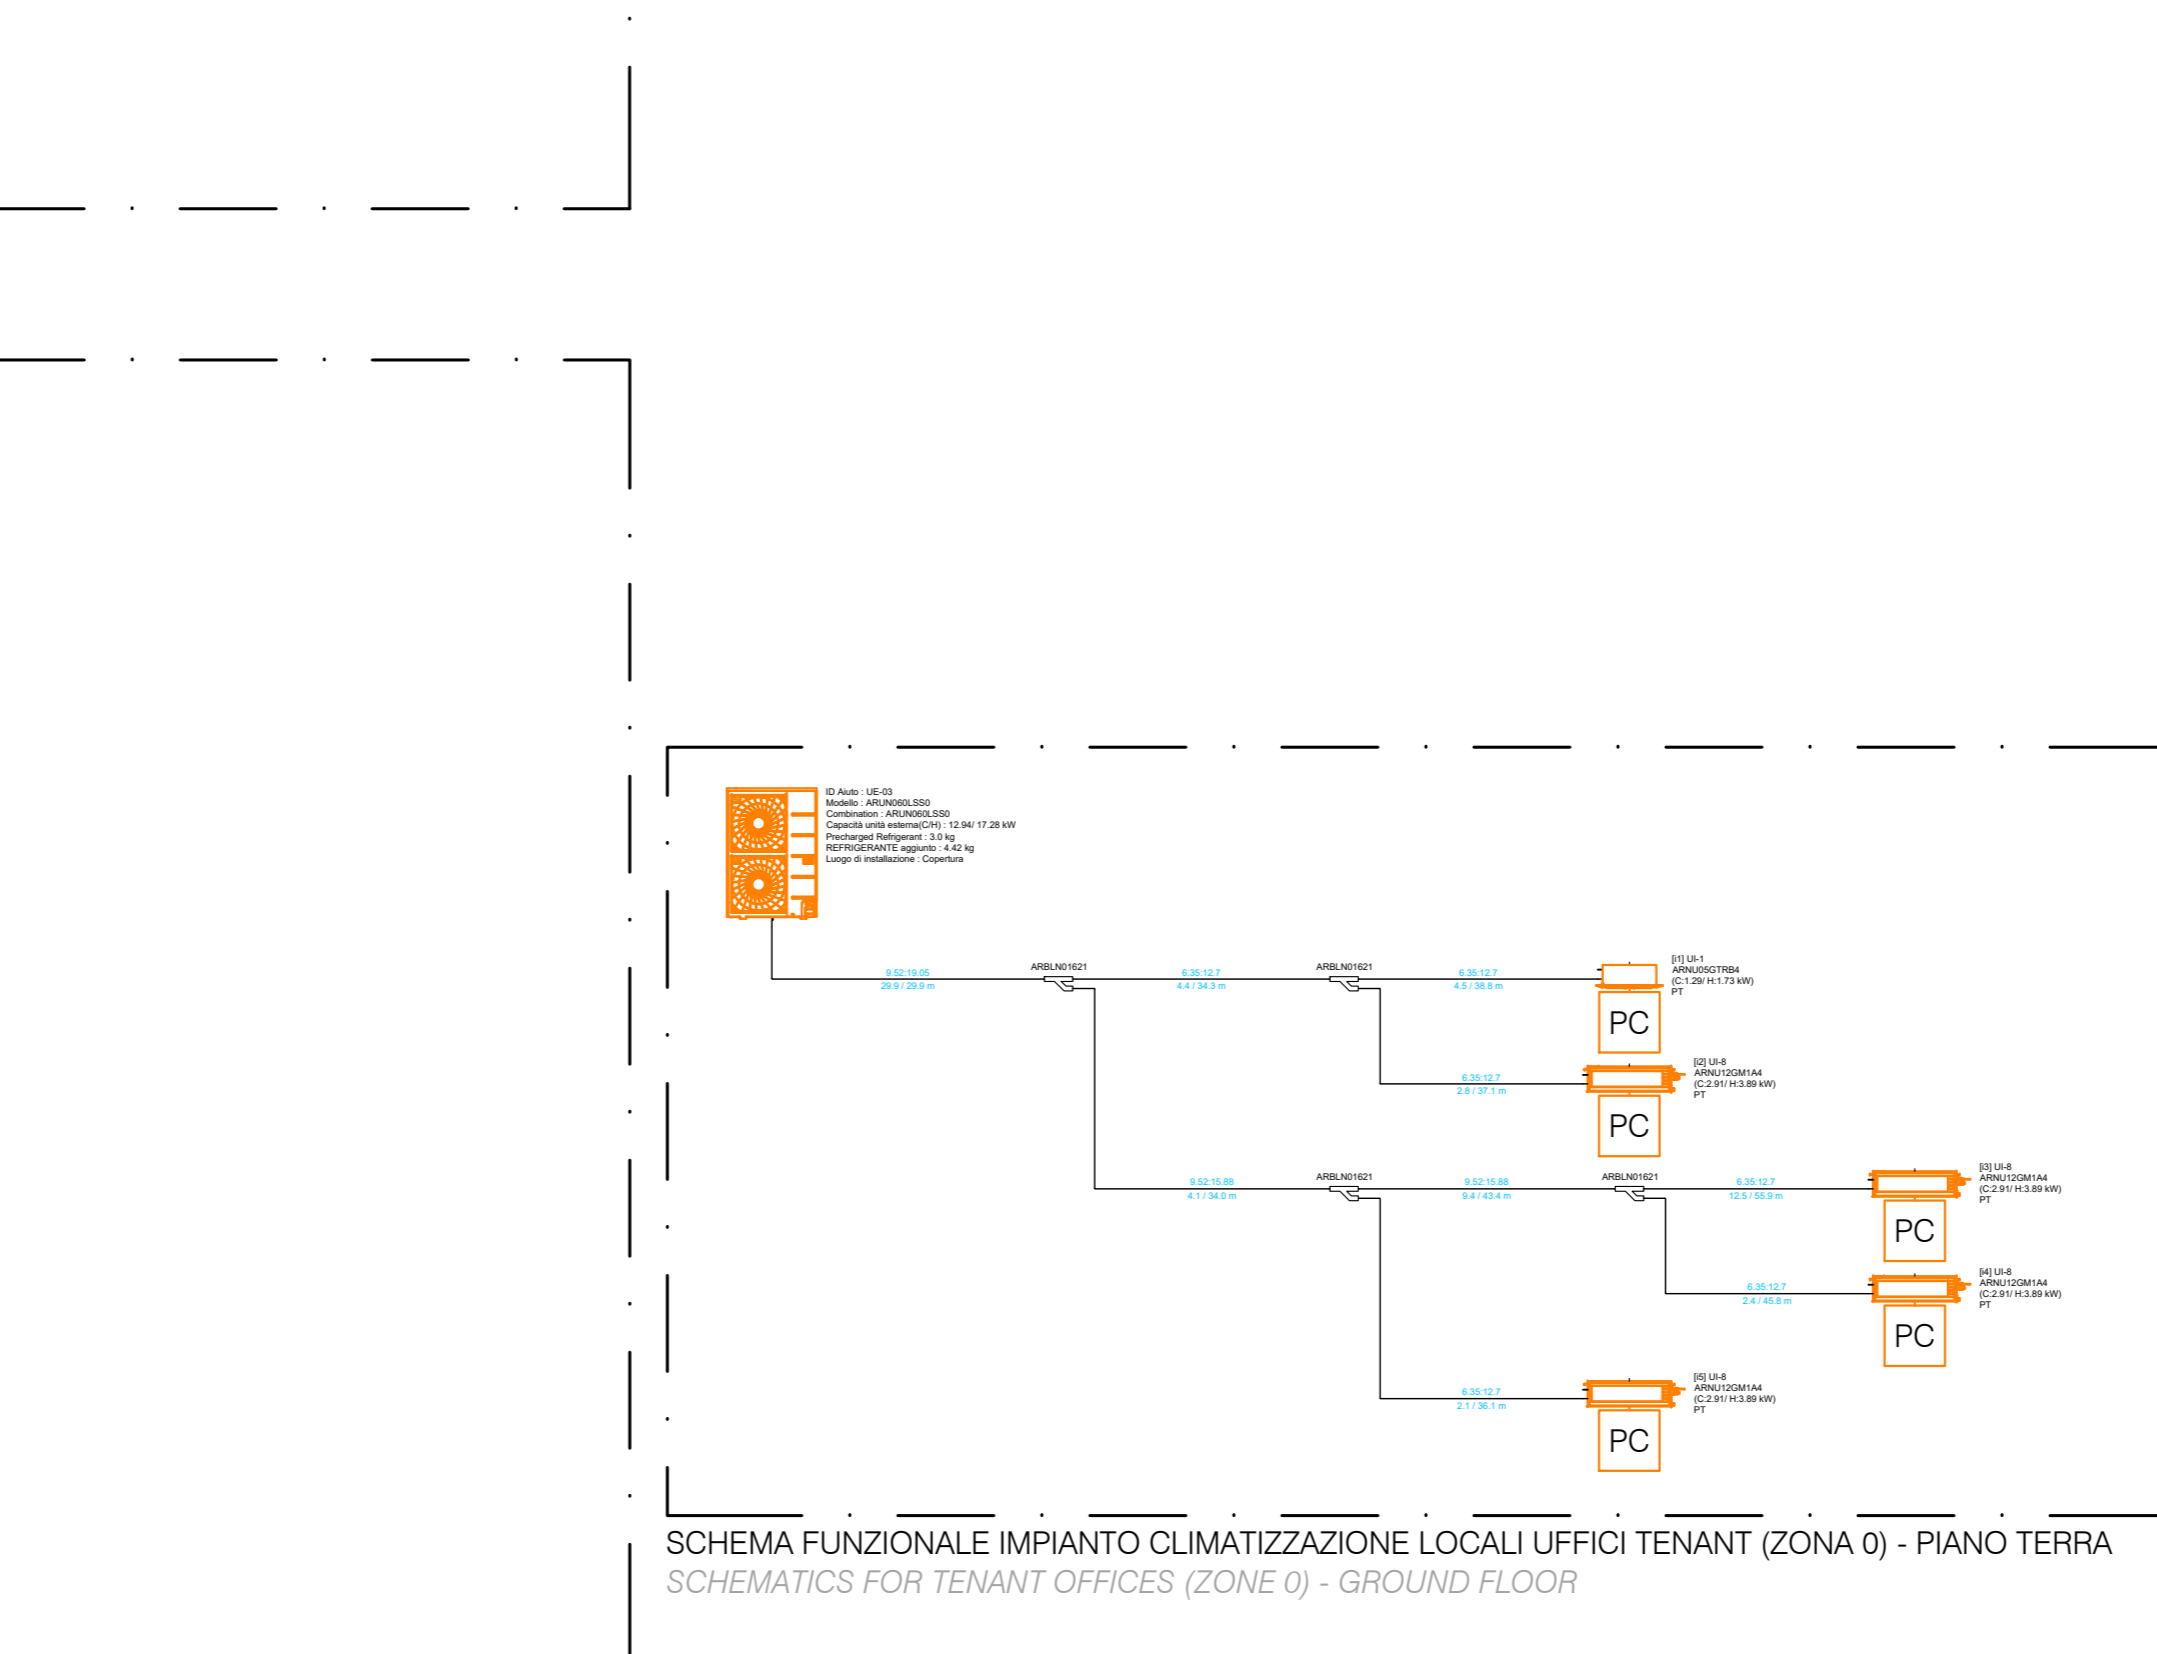 ID Aiuto : UE-03
Modello : ARUN060LSS0
Combination : ARUN060LSS0
Capacità unità esterna(C/H) : 12.94/ 17.28 kW
Precharged Refrigerant : 3.0 kg
REFRIGERANTE aggiunto : 4.42 kg
Luogo di installazione : Copertura
9.52:19.05
29.9 / 29.9 m
ARBLN01621
6.35:12.7
4.4 / 34.3 m
ARBLN01621
6.35:12.7
4.5 / 38.8 m
[i1] UI-1
ARNU05GTRB4
(C:1.29/ H:1.73 kW)
PT
PC
6.35:12.7
2.8 / 37.1 m
[i2] UI-8
ARNU12GM1A4
(C:2.91/ H:3.89 kW)
PT
PC
9.52:15.88
4.1 / 34.0 m
ARBLN01621
9.52:15.88
9.4 / 43.4 m
ARBLN01621
6.35:12.7
12.5 / 55.9 m
[i3] UI-8
ARNU12GM1A4
(C:2.91/ H:3.89 kW)
PT
PC
6.35:12.7
2.4 / 45.8 m
[i4] UI-8
ARNU12GM1A4
(C:2.91/ H:3.89 kW)
PT
PC
6.35:12.7
2.1 / 36.1 m
[i5] UI-8
ARNU12GM1A4
(C:2.91/ H:3.89 kW)
PT
PC
SCHEMA FUNZIONALE IMPIANTO CLIMATIZZAZIONE LOCALI UFFICI TENANT (ZONA 0) - PIANO TERRA
SCHEMATICS FOR TENANT OFFICES (ZONE 0) - GROUND FLOOR